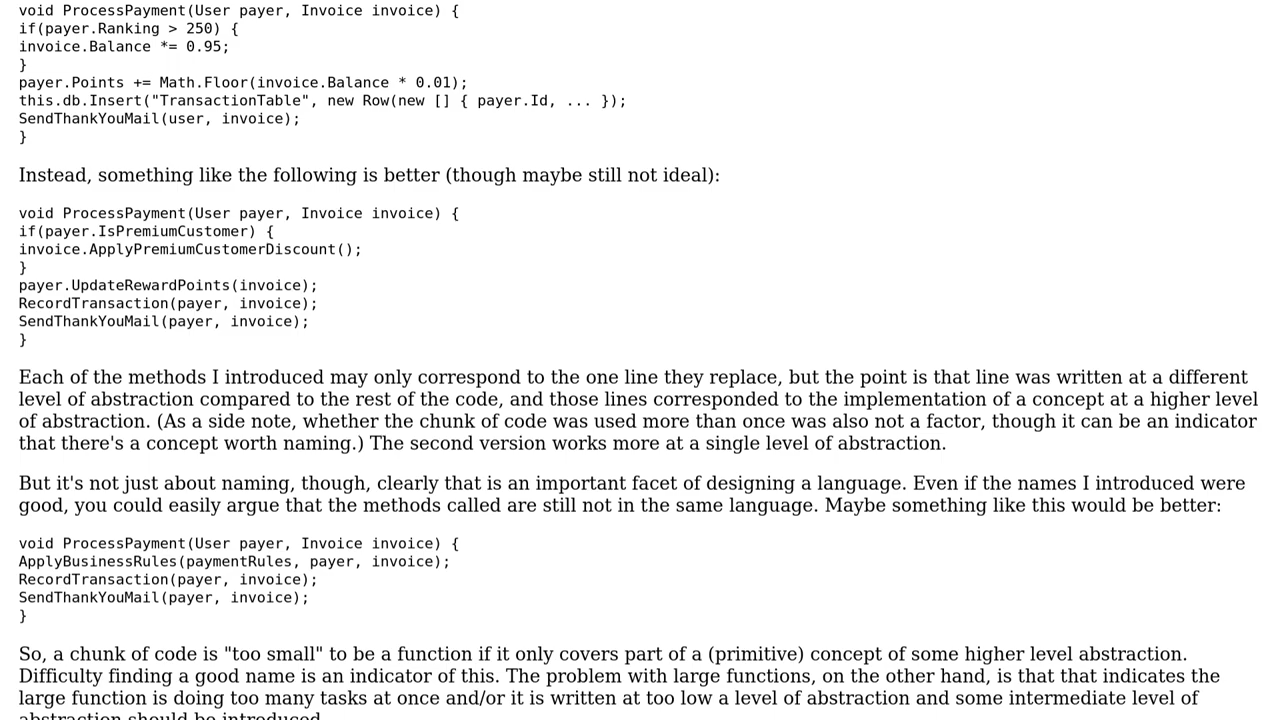 void ProcessPayment(User payer, Invoice invoice) {
if(payer.Ranking > 250) {
invoice.Balance *= 0.95;
}
payer.Points += Math.Floor(invoice.Balance * 0.01);
this.db.Insert("TransactionTable", new Row(new [] { payer.Id, ... });
SendThankYouMail(user, invoice);
}
Instead, something like the following is better (though maybe still not ideal):
void ProcessPayment(User payer, Invoice invoice) {
if(payer.IsPremiumCustomer) {
invoice.ApplyPremiumCustomerDiscount();
}
payer.UpdateRewardPoints(invoice);
RecordTransaction(payer, invoice);
SendThankYouMail(payer, invoice);
}
Each of the methods I introduced may only correspond to the one line they replace, but the point is that line was written at a different
level of abstraction compared to the rest of the code, and those lines corresponded to the implementation of a concept at a higher level
of abstraction. (As a side note, whether the chunk of code was used more than once was also not a factor, though it can be an indicator
that there's a concept worth naming.) The second version works more at a single level of abstraction.
But it's not just about naming, though, clearly that is an important facet of designing a language. Even if the names I introduced were
good, you could easily argue that the methods called are still not in the same language. Maybe something like this would be better:
void ProcessPayment(User payer, Invoice invoice) {
ApplyBusinessRules(paymentRules, payer, invoice);
RecordTransaction(payer, invoice);
SendThankYouMail(payer, invoice);
}
So, a chunk of code is "too small" to be a function if it only covers part of a (primitive) concept of some higher level abstraction.
Difficulty finding a good name is an indicator of this. The problem with large functions, on the other hand, is that that indicates the
large function is doing too many tasks at once and/or it is written at too low a level of abstraction and some intermediate level of
abstraction should be introduced.